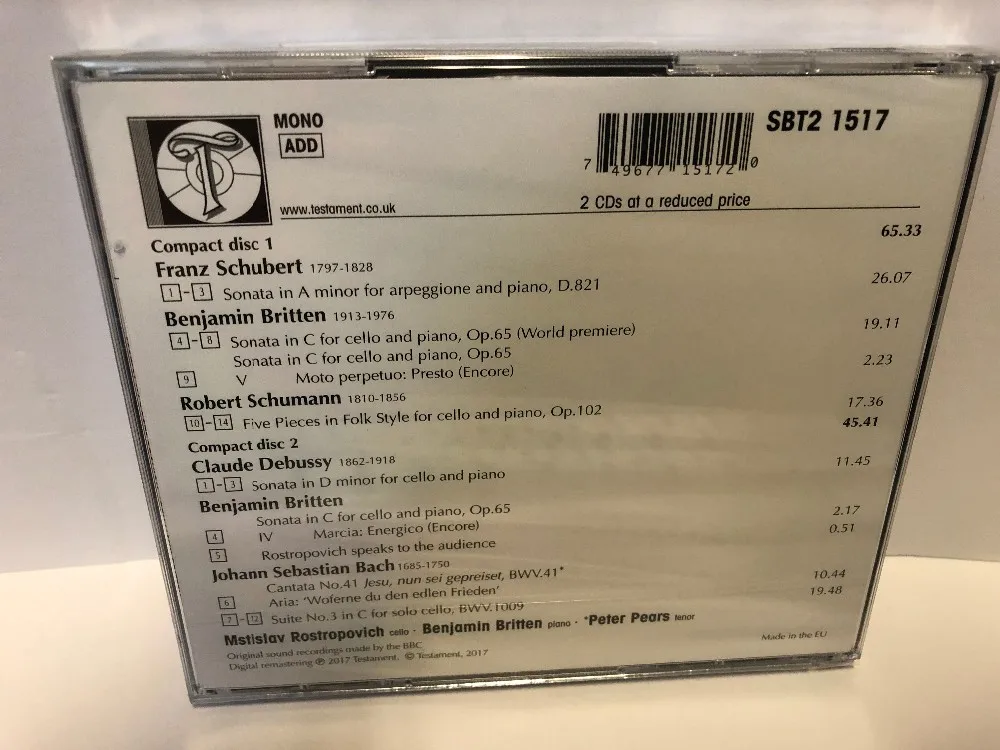 MONO
ADD
SBT2 1517
7 49677 15172 0
www.testament.co.uk
2 CDs at a reduced price
Compact disc 1 65.33
Franz Schubert 1797-1828
1-3 Sonata in A minor for arpeggione and piano, D.821 26.07
Benjamin Britten 1913-1976
4-8 Sonata in C for cello and piano, Op.65 (World premiere) 19.11
Sonata in C for cello and piano, Op.65
9 V Moto perpetuo: Presto (Encore) 2.23
Robert Schumann 1810-1856
10-14 Five Pieces in Folk Style for cello and piano, Op.102 17.36
Compact disc 2 45.41
Claude Debussy 1862-1918
1-3 Sonata in D minor for cello and piano 11.45
Benjamin Britten
Sonata in C for cello and piano, Op.65
4 IV Marcia: Energico (Encore) 2.17
5 Rostropovich speaks to the audience 0.51
Johann Sebastian Bach 1685-1750
Cantata No.41 Jesu, nun sei gepreiset, BWV.41*
6 Aria: 'Woferne du den edlen Frieden' 10.44
7-12 Suite No.3 in C for solo cello, BWV.1009 19.48
Mstislav Rostropovich cello · Benjamin Britten piano · *Peter Pears tenor
Original sound recordings made by the BBC
Digital remastering ℗ 2017 Testament, © Testament, 2017
Made in the EU